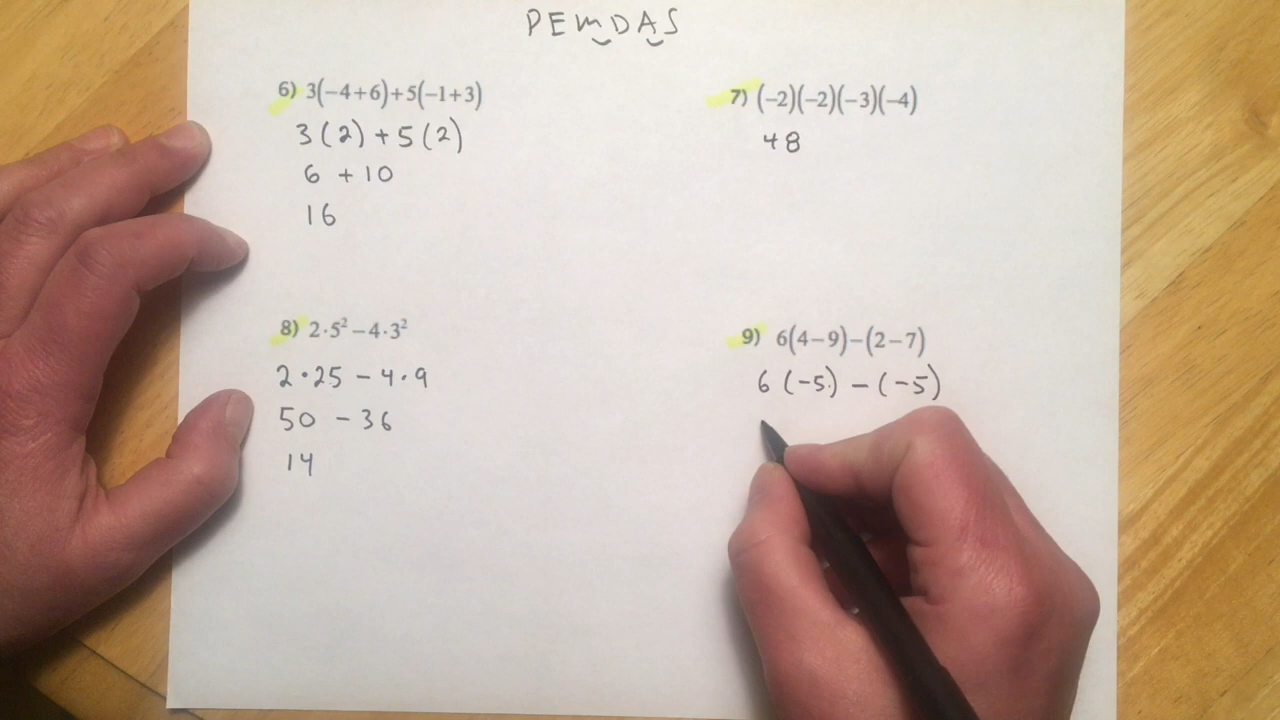 PEMDAS
6) 3(−4+6)+5(−1+3)
3(2)+5(2)
6 +10
16
7) (−2)(−2)(−3)(−4)
48
8) 2·5²−4·3²
2·25 − 4·9
50 − 36
14
9) 6(4−9)−(2−7)
6 (−5) − (−5)